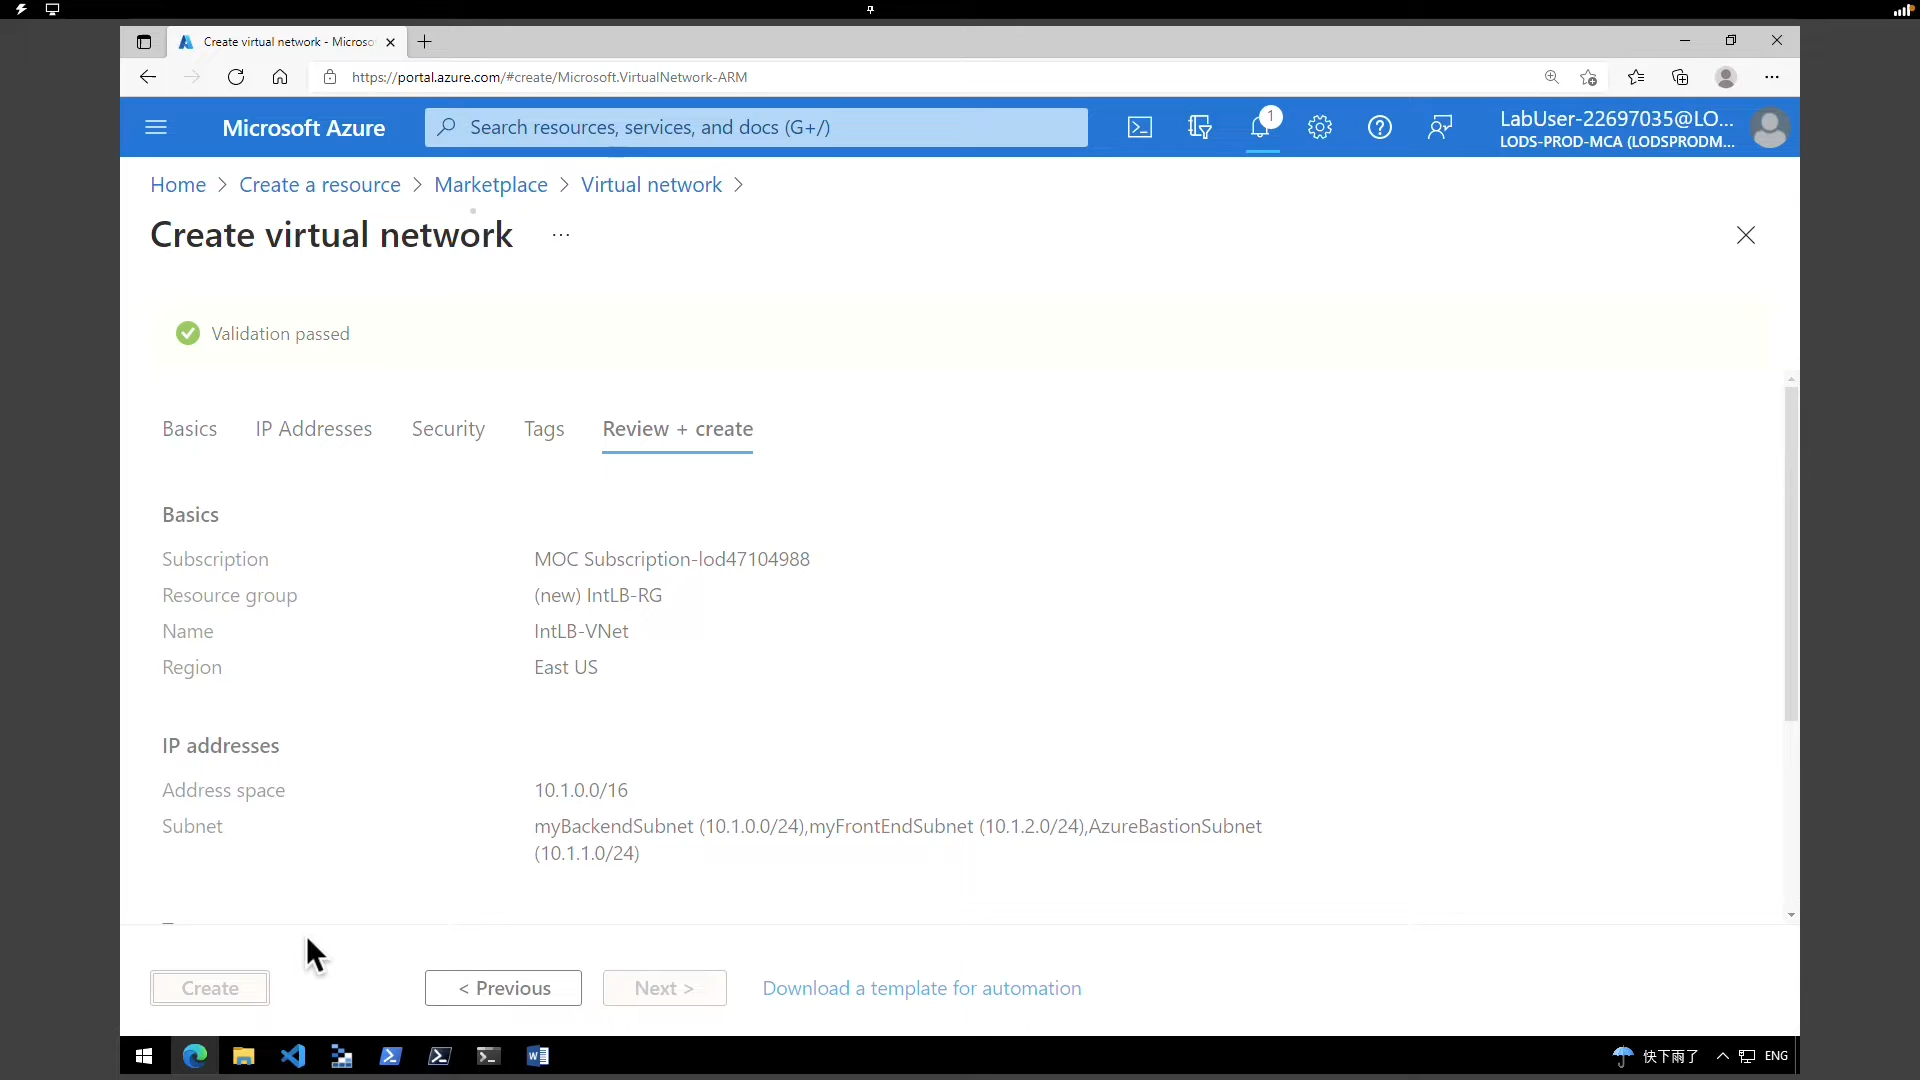 Create virtual network - Microso
https://portal.azure.com/#create/Microsoft.VirtualNetwork-ARM
Microsoft Azure
Search resources, services, and docs (G+/)
1
LabUser-22697035@LO...
LODS-PROD-MCA (LODSPRODM...
Home > Create a resource > Marketplace > Virtual network >
Create virtual network ...
Validation passed
Basics IP Addresses Security Tags Review + create
Basics
Subscription MOC Subscription-lod47104988
Resource group (new) IntLB-RG
Name IntLB-VNet
Region East US
IP addresses
Address space 10.1.0.0/16
Subnet myBackendSubnet (10.1.0.0/24),myFrontEndSubnet (10.1.2.0/24),AzureBastionSubnet
(10.1.1.0/24)
Create < Previous Next > Download a template for automation
快下雨了 ENG